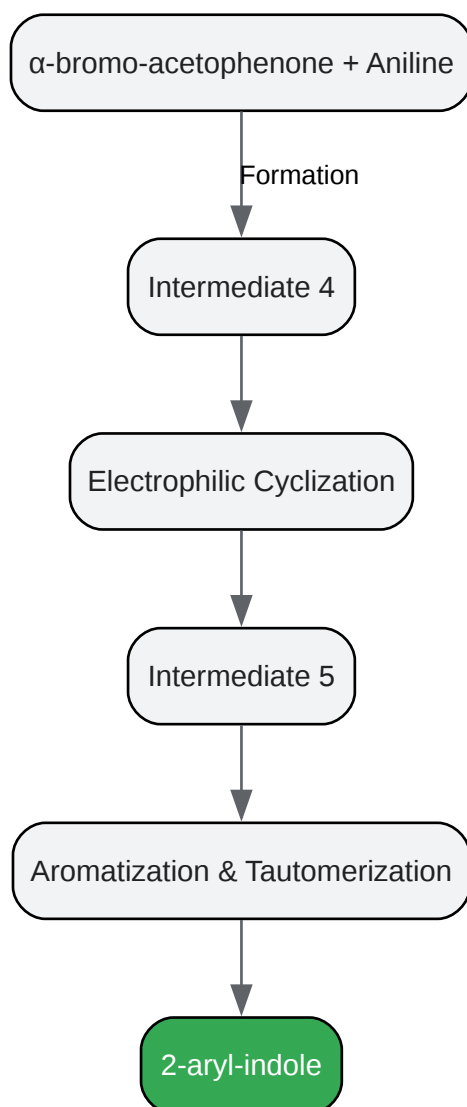 α-bromo-acetophenone + Aniline
Formation
Intermediate 4
Electrophilic Cyclization
Intermediate 5
Aromatization & Tautomerization
2-aryl-indole